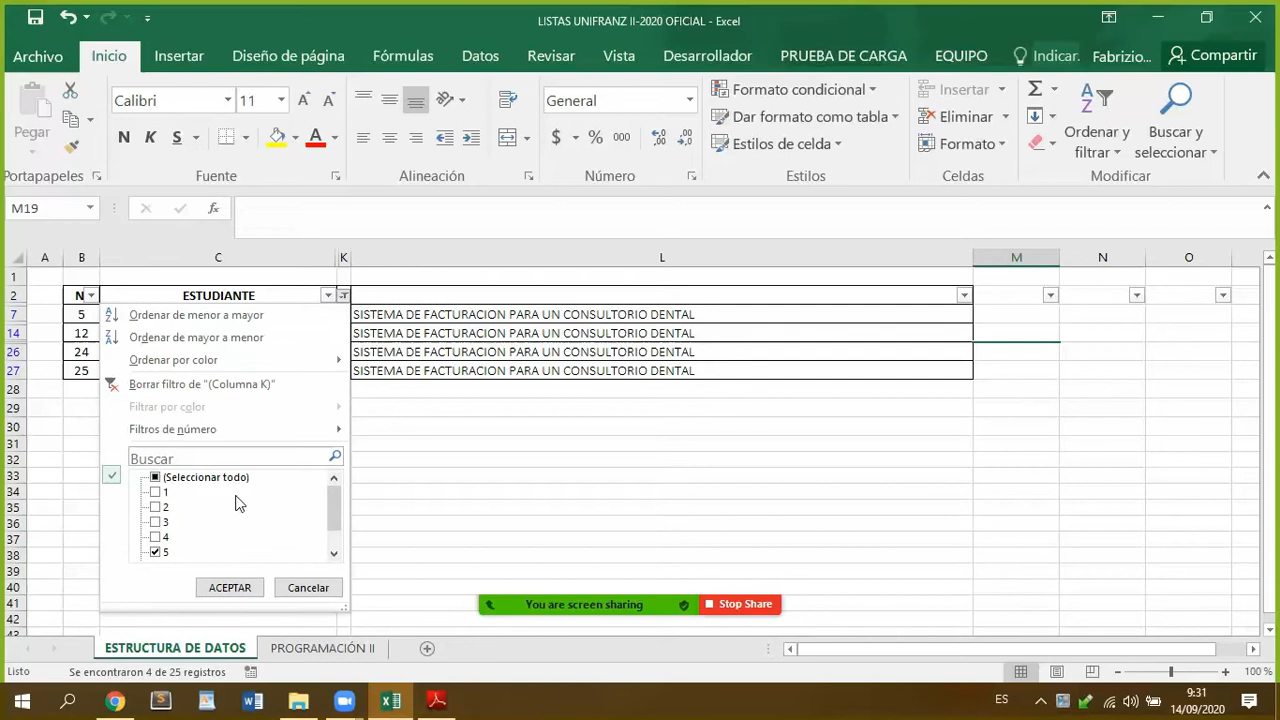 LISTAS UNIFRANZ II-2020 OFICIAL - Excel
Archivo Inicio Insertar Diseño de página Fórmulas Datos Revisar Vista Desarrollador PRUEBA DE CARGA EQUIPO Indicar. Fabrizio... Compartir
Pegar
Calibri 11
N K S
A A A
Portapapeles
Fuente
Alineación
General
$ % 000
Número
Formato condicional
Dar formato como tabla
Estilos de celda
Estilos
Insertar
Eliminar
Formato
Celdas
Ordenar y filtrar
Buscar y seleccionar
Modificar
M19 fx
A B C K L M N O
1
2 N ESTUDIANTE
7 5 SISTEMA DE FACTURACION PARA UN CONSULTORIO DENTAL
14 12 SISTEMA DE FACTURACION PARA UN CONSULTORIO DENTAL
26 24 SISTEMA DE FACTURACION PARA UN CONSULTORIO DENTAL
27 25 SISTEMA DE FACTURACION PARA UN CONSULTORIO DENTAL
28
29
30
31
32
33
34
35
36
37
38
39
40
41
42
43
Ordenar de menor a mayor
Ordenar de mayor a menor
Ordenar por color
Borrar filtro de "(Columna K)"
Filtrar por color
Filtros de número
Buscar
(Seleccionar todo)
1
2
3
4
5
ACEPTAR Cancelar
You are screen sharing Stop Share
ESTRUCTURA DE DATOS PROGRAMACIÓN II
Listo Se encontraron 4 de 25 registros 100 %
ES 9:31
14/09/2020